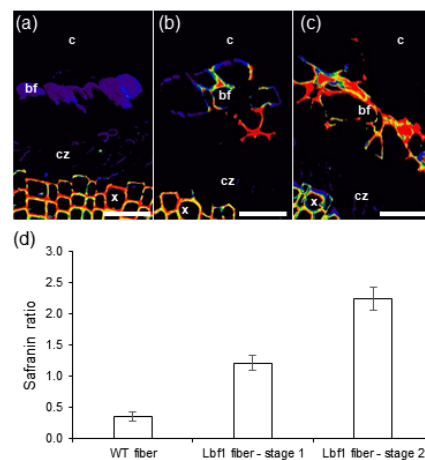 (a)
(b)
(c)
c
c
c
bf
bf
bf
cz
cz
cz
x
x
x
(d)
3.0
2.5
2.0
1.5
1.0
0.5
0.0
Safranin ratio
WT fiber
Lbf1 fiber - stage 1
Lbf1 fiber - stage 2